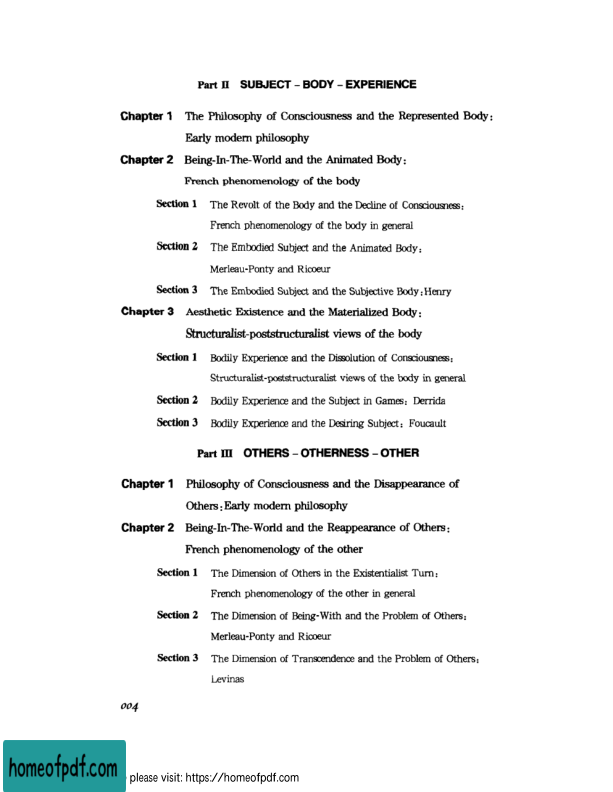 Part II SUBJECT – BODY – EXPERIENCE
Chapter 1 The Philosophy of Consciousness and the Represented Body:
Early modern philosophy
Chapter 2 Being-In-The-World and the Animated Body:
French phenomenology of the body
Section 1 The Revolt of the Body and the Decline of Consciousness:
French phenomenology of the body in general
Section 2 The Embodied Subject and the Animated Body:
Merleau-Ponty and Ricoeur
Section 3 The Embodied Subject and the Subjective Body: Henry
Chapter 3 Aesthetic Existence and the Materialized Body:
Structuralist-poststructuralist views of the body
Section 1 Bodily Experience and the Dissolution of Consciousness:
Structuralist-poststructuralist views of the body in general
Section 2 Bodily Experience and the Subject in Games: Derrida
Section 3 Bodily Experience and the Desiring Subject: Foucault
Part III OTHERS – OTHERNESS – OTHER
Chapter 1 Philosophy of Consciousness and the Disappearance of
Others: Early modern philosophy
Chapter 2 Being-In-The-World and the Reappearance of Others:
French phenomenology of the other
Section 1 The Dimension of Others in the Existentialist Turn:
French phenomenology of the other in general
Section 2 The Dimension of Being-With and the Problem of Others:
Merleau-Ponty and Ricoeur
Section 3 The Dimension of Transcendence and the Problem of Others:
Levinas
004
homeofpdf.com
please visit: https://homeofpdf.com